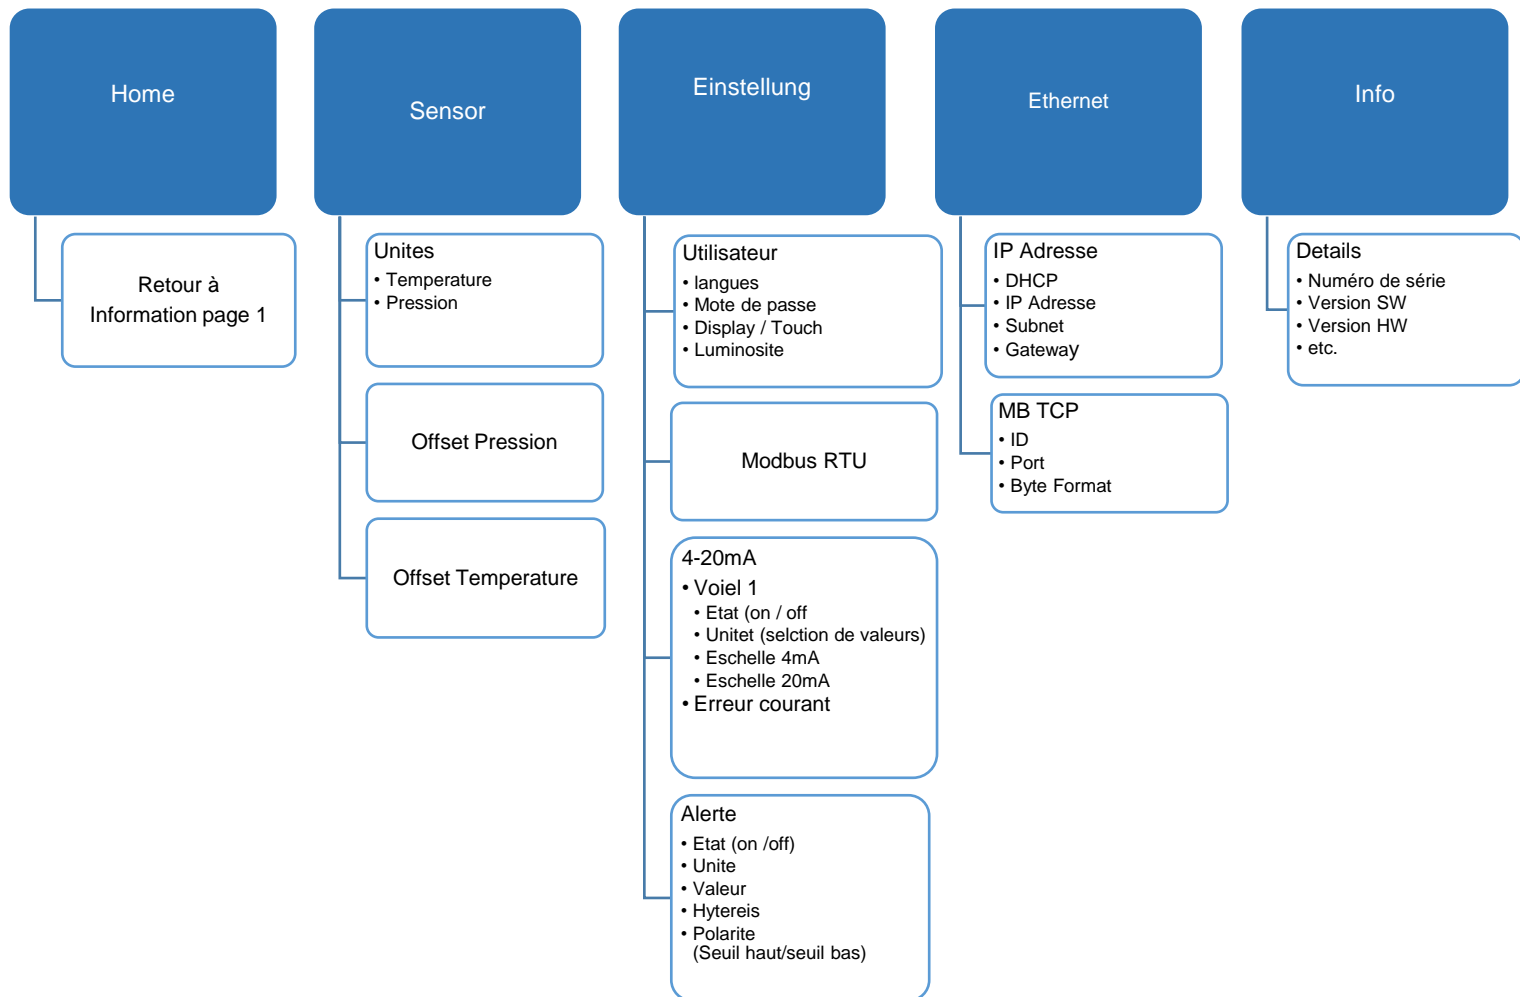 Home
Retour à
Information page 1
Sensor
Unites
• Temperature
• Pression
Offset Pression
Offset Temperature
Einstellung
Utilisateur
• langues
• Mote de passe
• Display / Touch
• Luminosite
Modbus RTU
4-20mA
• Voiel 1
• Etat (on / off
• Unitet (selction de valeurs)
• Eschelle 4mA
• Eschelle 20mA
• Erreur courant
Alerte
• Etat (on /off)
• Unite
• Valeur
• Hytereis
• Polarite
(Seuil haut/seuil bas)
Ethernet
IP Adresse
• DHCP
• IP Adresse
• Subnet
• Gateway
MB TCP
• ID
• Port
• Byte Format
Info
Details
• Numéro de série
• Version SW
• Version HW
• etc.